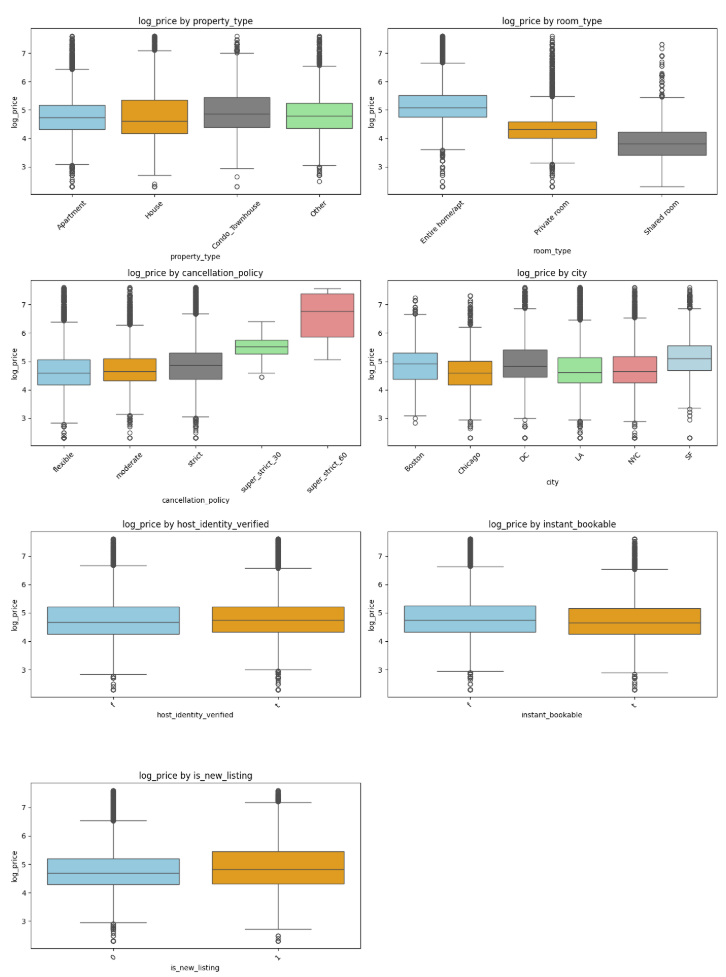 log_price by property_type
log_price
7
6
5
4
3
Apartment
House
Condo_Townhouse
Other
property_type
log_price by room_type
log_price
7
6
5
4
3
Entire home/apt
Private room
Shared room
room_type
log_price by cancellation_policy
log_price
7
6
5
4
3
flexible
moderate
strict
super_strict_30
super_strict_60
cancellation_policy
log_price by city
log_price
7
6
5
4
3
Boston
Chicago
DC
LA
NYC
SF
city
log_price by host_identity_verified
log_price
7
6
5
4
3
f
t
host_identity_verified
log_price by instant_bookable
log_price
7
6
5
4
3
f
t
instant_bookable
log_price by is_new_listing
log_price
7
6
5
4
3
0
1
is_new_listing